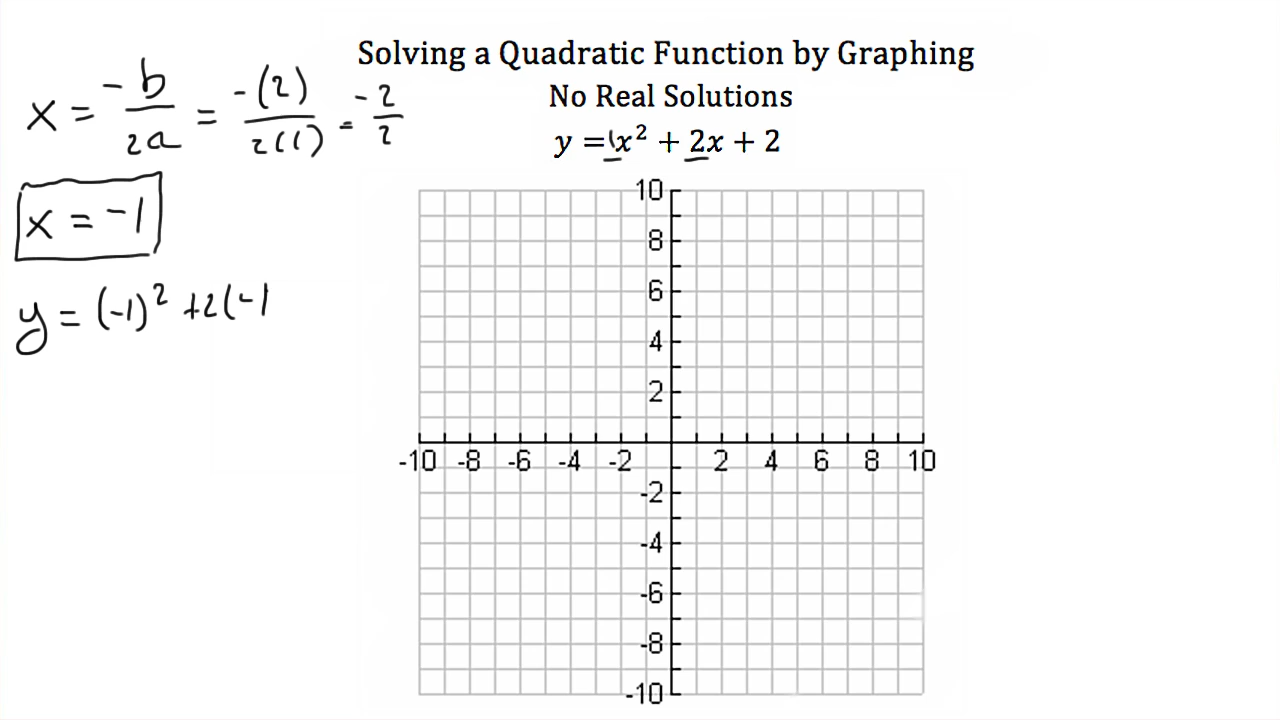 Solving a Quadratic Function by Graphing
No Real Solutions
y = 1x² + 2x + 2
x = -b/2a = -(2)/2(1) = -2/2
x = -1
y = (-1)² +2(-1
10
8
6
4
2
-10 -8 -6 -4 -2 2 4 6 8 10
-2
-4
-6
-8
-10